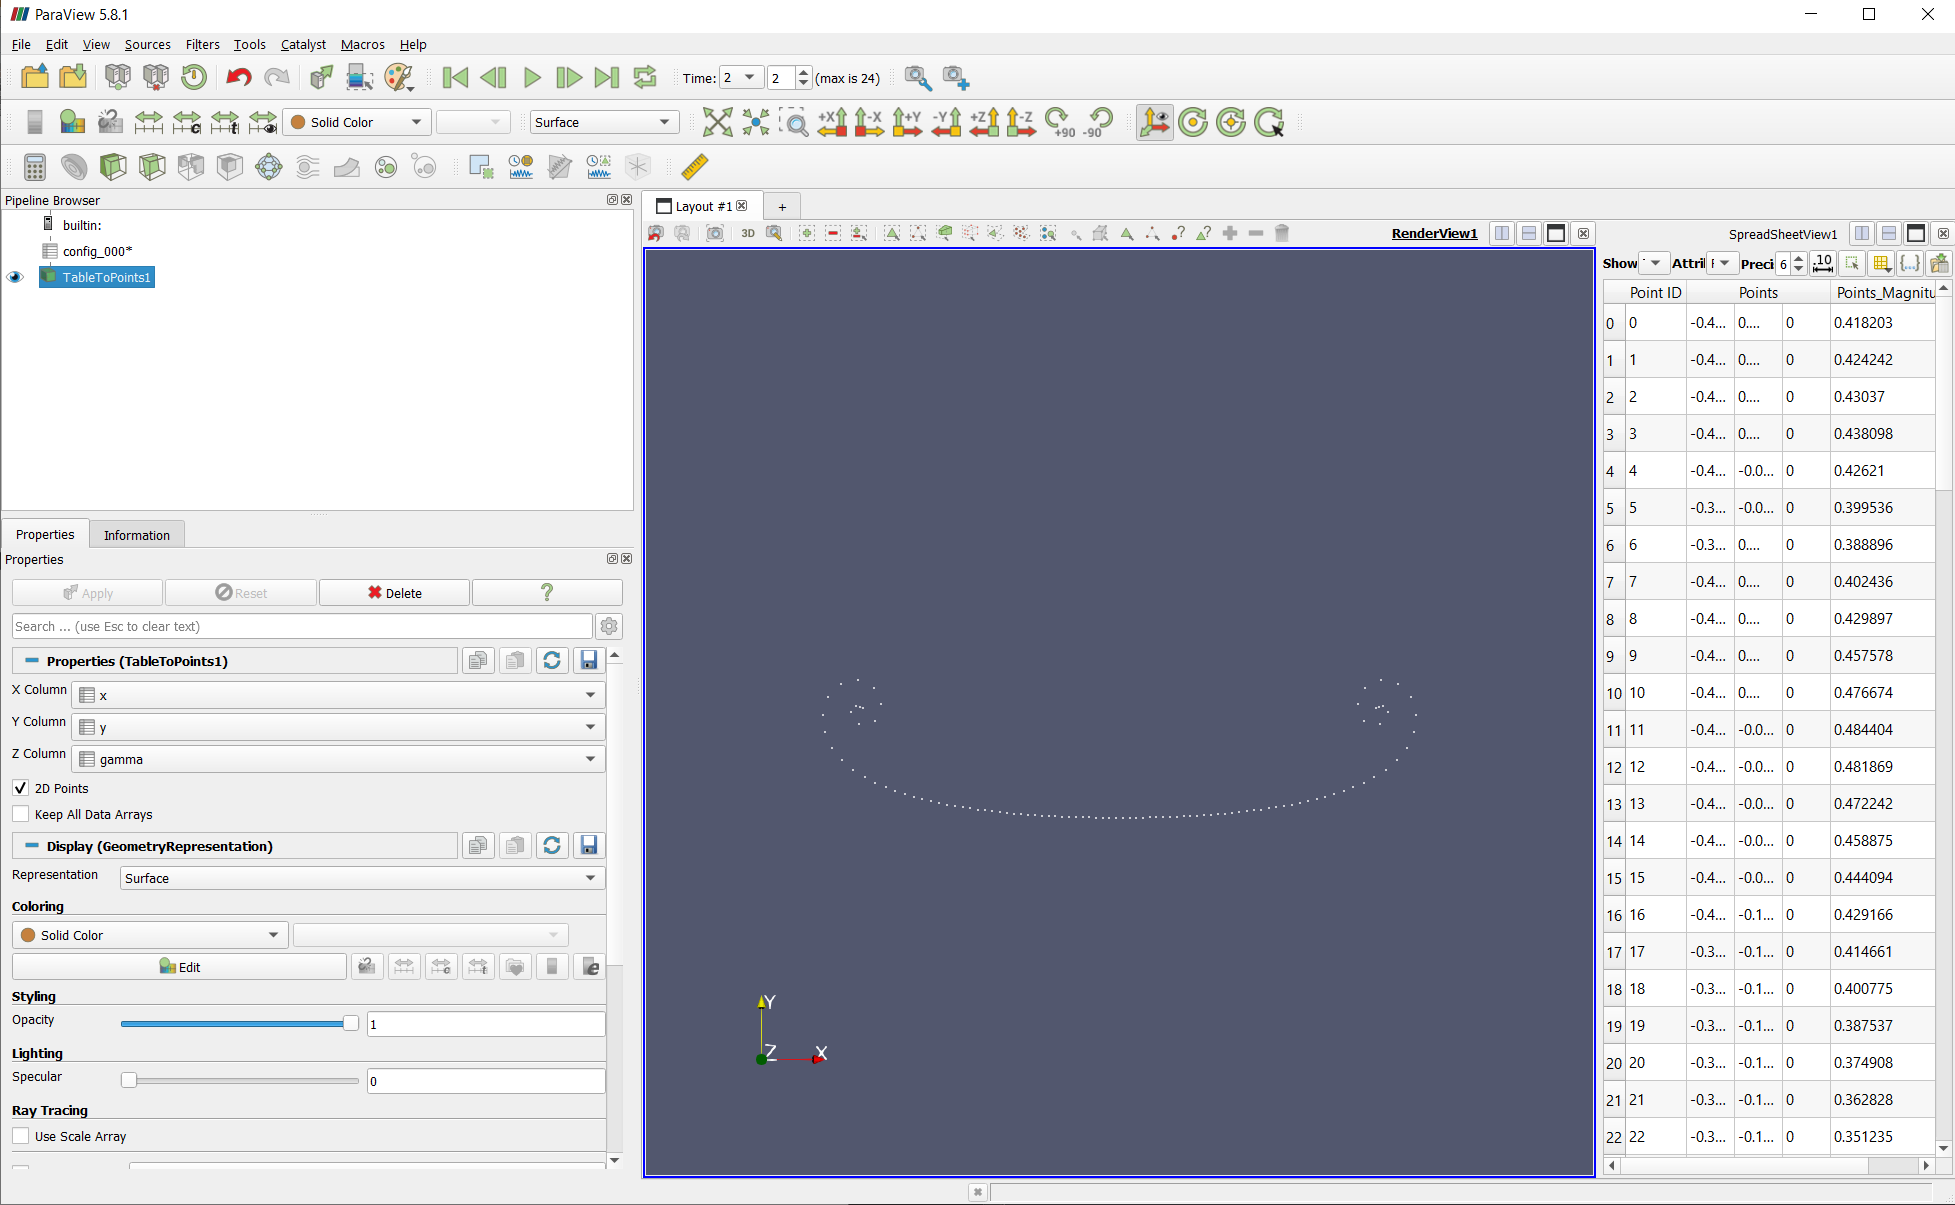 ParaView 5.8.1
File Edit View Sources Filters Tools Catalyst Macros Help
Time: 2 2 (max is 24)
Solid Color Surface +X -X +Y -Y +Z -Z +90 -90
Pipeline Browser
builtin:
config_000*
TableToPoints1
Properties Information
Properties
Apply Reset Delete ?
Search ... (use Esc to clear text)
Properties (TableToPoints1)
X Column x
Y Column y
Z Column gamma
2D Points
Keep All Data Arrays
Display (GeometryRepresentation)
Representation Surface
Coloring
Solid Color
Edit
Styling
Opacity 1
Lighting
Specular 0
Ray Tracing
Use Scale Array
Layout #1 +
3D RenderView1
Y
Z X
SpreadSheetView1
Show Attri Preci 6 .10 {...}
Point ID Points Points_Magnitu
0 0 -0.4... 0.... 0 0.418203
1 1 -0.4... 0.... 0 0.424242
2 2 -0.4... 0.... 0 0.43037
3 3 -0.4... 0.... 0 0.438098
4 4 -0.4... -0.0... 0 0.42621
5 5 -0.3... -0.0... 0 0.399536
6 6 -0.3... 0.... 0 0.388896
7 7 -0.4... 0.... 0 0.402436
8 8 -0.4... 0.... 0 0.429897
9 9 -0.4... 0.... 0 0.457578
10 10 -0.4... 0.... 0 0.476674
11 11 -0.4... -0.0... 0 0.484404
12 12 -0.4... -0.0... 0 0.481869
13 13 -0.4... -0.0... 0 0.472242
14 14 -0.4... -0.0... 0 0.458875
15 15 -0.4... -0.0... 0 0.444094
16 16 -0.4... -0.1... 0 0.429166
17 17 -0.3... -0.1... 0 0.414661
18 18 -0.3... -0.1... 0 0.400775
19 19 -0.3... -0.1... 0 0.387537
20 20 -0.3... -0.1... 0 0.374908
21 21 -0.3... -0.1... 0 0.362828
22 22 -0.3... -0.1... 0 0.351235